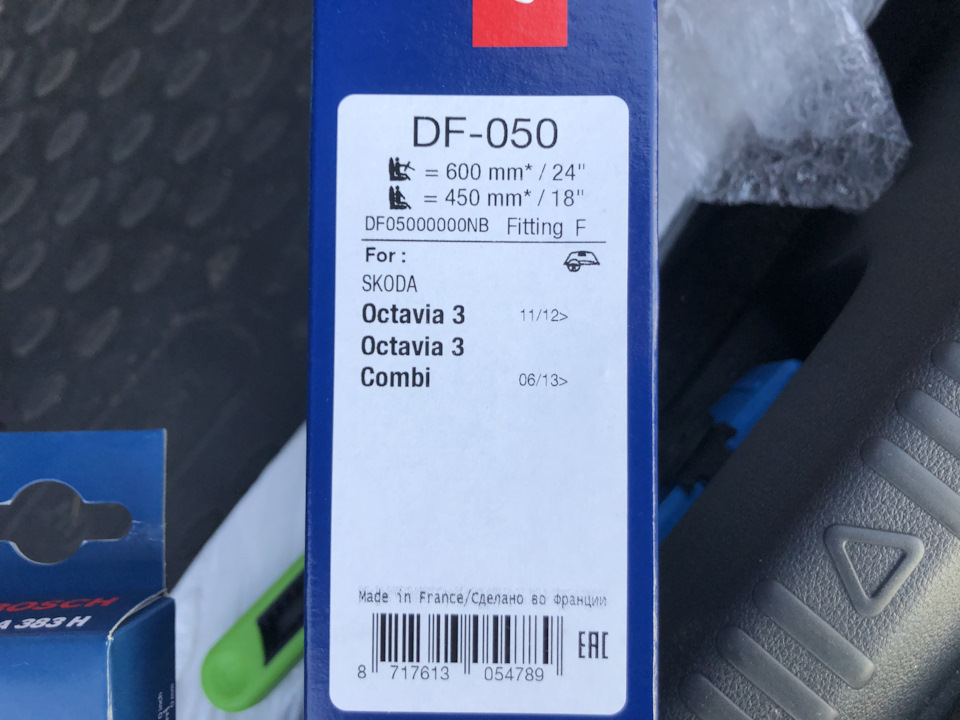 DF-050
= 600 mm* / 24"
= 450 mm* / 18"
DF05000000NB Fitting F
For :
SKODA
Octavia 3 11/12>
Octavia 3
Combi 06/13>
Made in France/Сделано во Франции
8 717613 054789
EAC
BOSCH
A 383 H